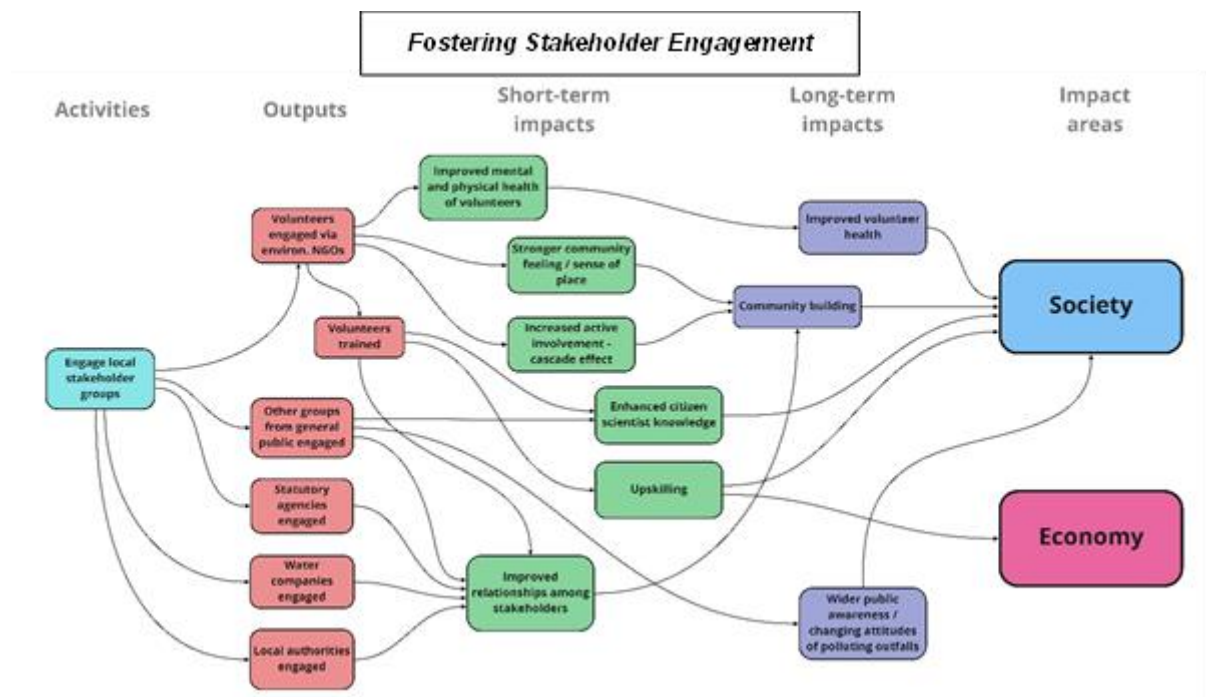 Fostering Stakeholder Engagement
Activities
Outputs
Short-term
impacts
Long-term
impacts
Impact
areas
Engage local
stakeholder
groups
Volunteers
engaged via
environ. NGOs
Volunteers
trained
Other groups
from general
public engaged
Statutory
agencies
engaged
Water
companies
engaged
Local authorities
engaged
Improved mental
and physical health
of volunteers
Stronger community
feeling / sense of
place
Increased active
involvement -
cascade effect
Enhanced citizen
scientist knowledge
Upskilling
Improved
relationships among
stakeholders
Improved volunteer
health
Community building
Wider public
awareness /
changing attitudes
of polluting outfalls
Society
Economy